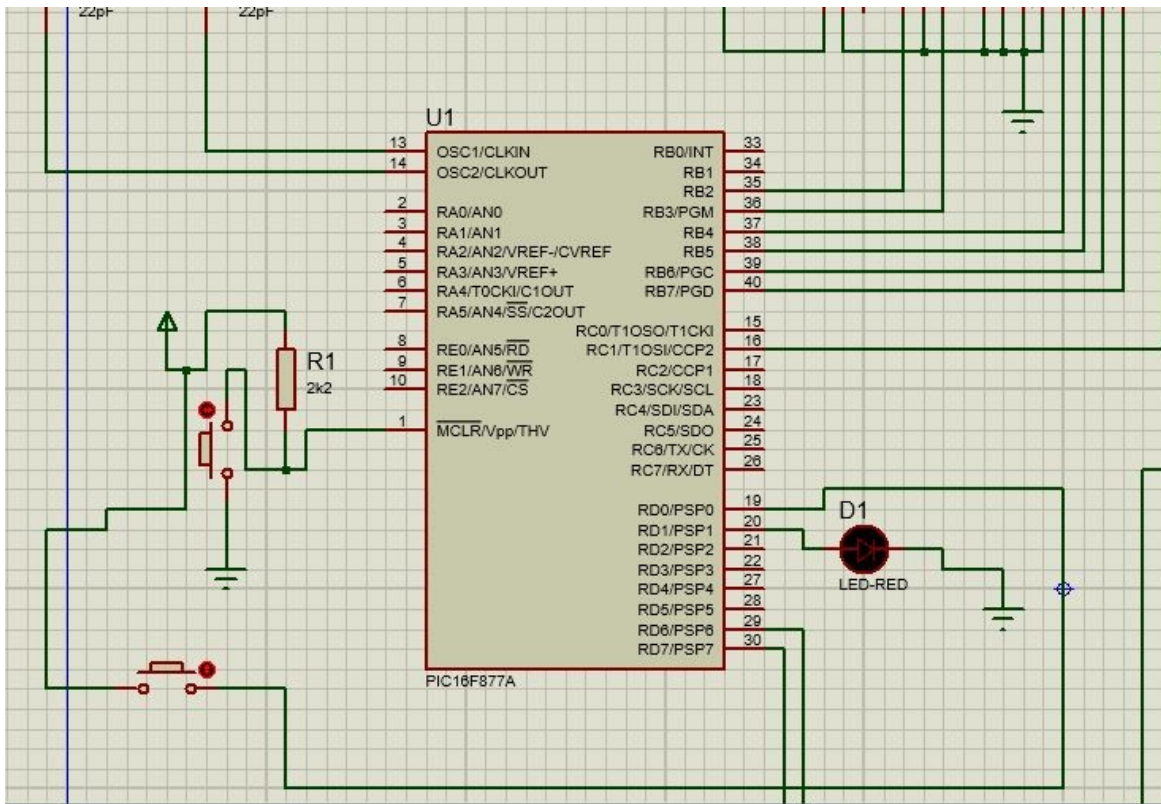 22pF
22pF
U1
13 OSC1/CLKIN
14 OSC2/CLKOUT
2 RA0/AN0
3 RA1/AN1
4 RA2/AN2/VREF-/CVREF
5 RA3/AN3/VREF+
6 RA4/T0CKI/C1OUT
7 RA5/AN4/SS/C2OUT
8 RE0/AN5/RD
9 RE1/AN6/WR
10 RE2/AN7/CS
1 MCLR/Vpp/THV
RB0/INT 33
RB1 34
RB2 35
RB3/PGM 36
RB4 37
RB5 38
RB6/PGC 39
RB7/PGD 40
RC0/T1OSO/T1CKI 15
RC1/T1OSI/CCP2 16
RC2/CCP1 17
RC3/SCK/SCL 18
RC4/SDI/SDA 23
RC5/SDO 24
RC6/TX/CK 25
RC7/RX/DT 26
RD0/PSP0 19
RD1/PSP1 20
RD2/PSP2 21
RD3/PSP3 22
RD4/PSP4 27
RD5/PSP5 28
RD6/PSP6 29
RD7/PSP7 30
PIC16F877A
R1
2k2
D1
LED-RED